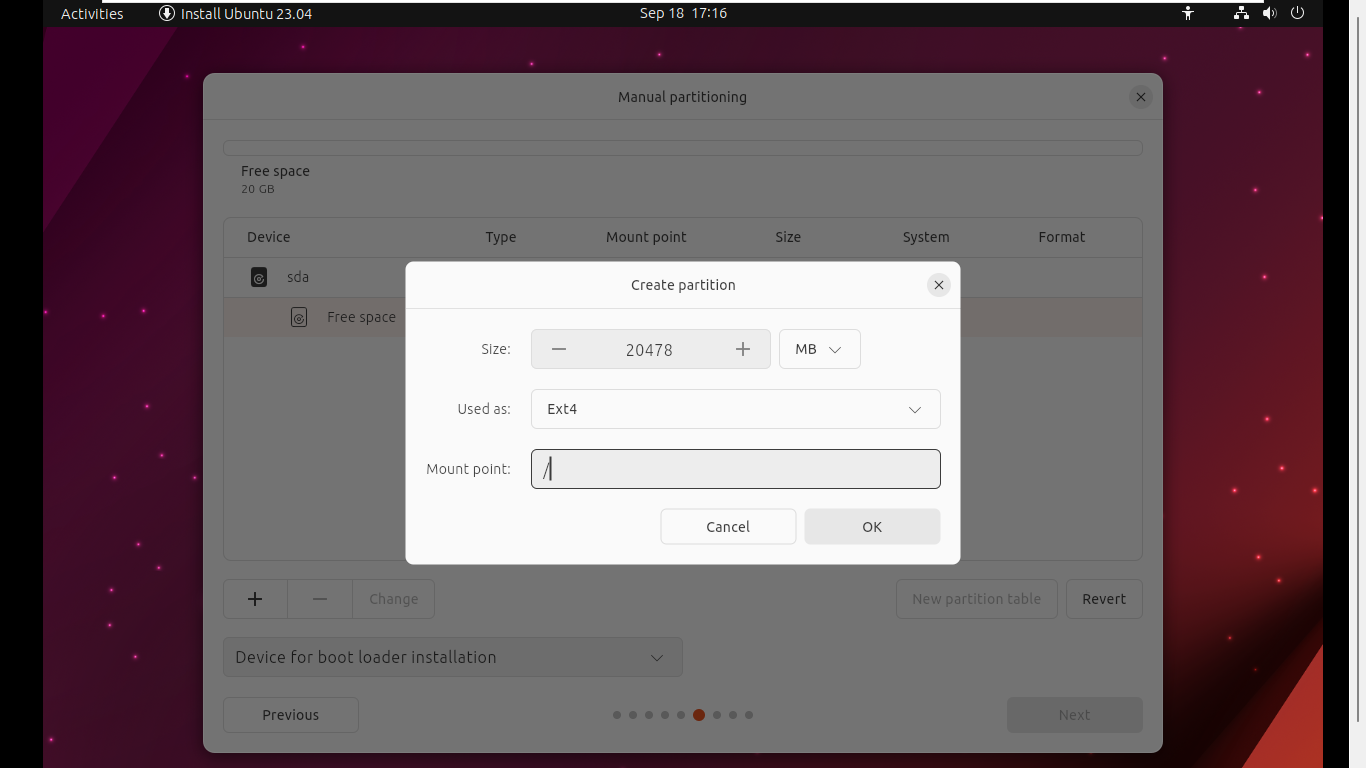 Activities Install Ubuntu 23.04 Sep 18 17:16
Manual partitioning
Free space
20 GB
Device Type Mount point Size System Format
sda
Free space
Create partition
Size: 20478 MB
Used as: Ext4
Mount point: /
Cancel OK
Change New partition table Revert
Device for boot loader installation
Previous Next